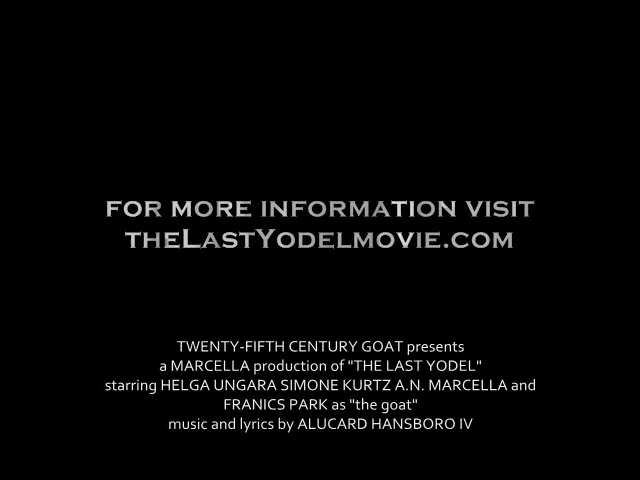 FOR MORE INFORMATION VISIT
THELASTYODELMOVIE.COM
TWENTY-FIFTH CENTURY GOAT presents
a MARCELLA production of "THE LAST YODEL"
starring HELGA UNGARA SIMONE KURTZ A.N. MARCELLA and
FRANICS PARK as "the goat"
music and lyrics by ALUCARD HANSBORO IV